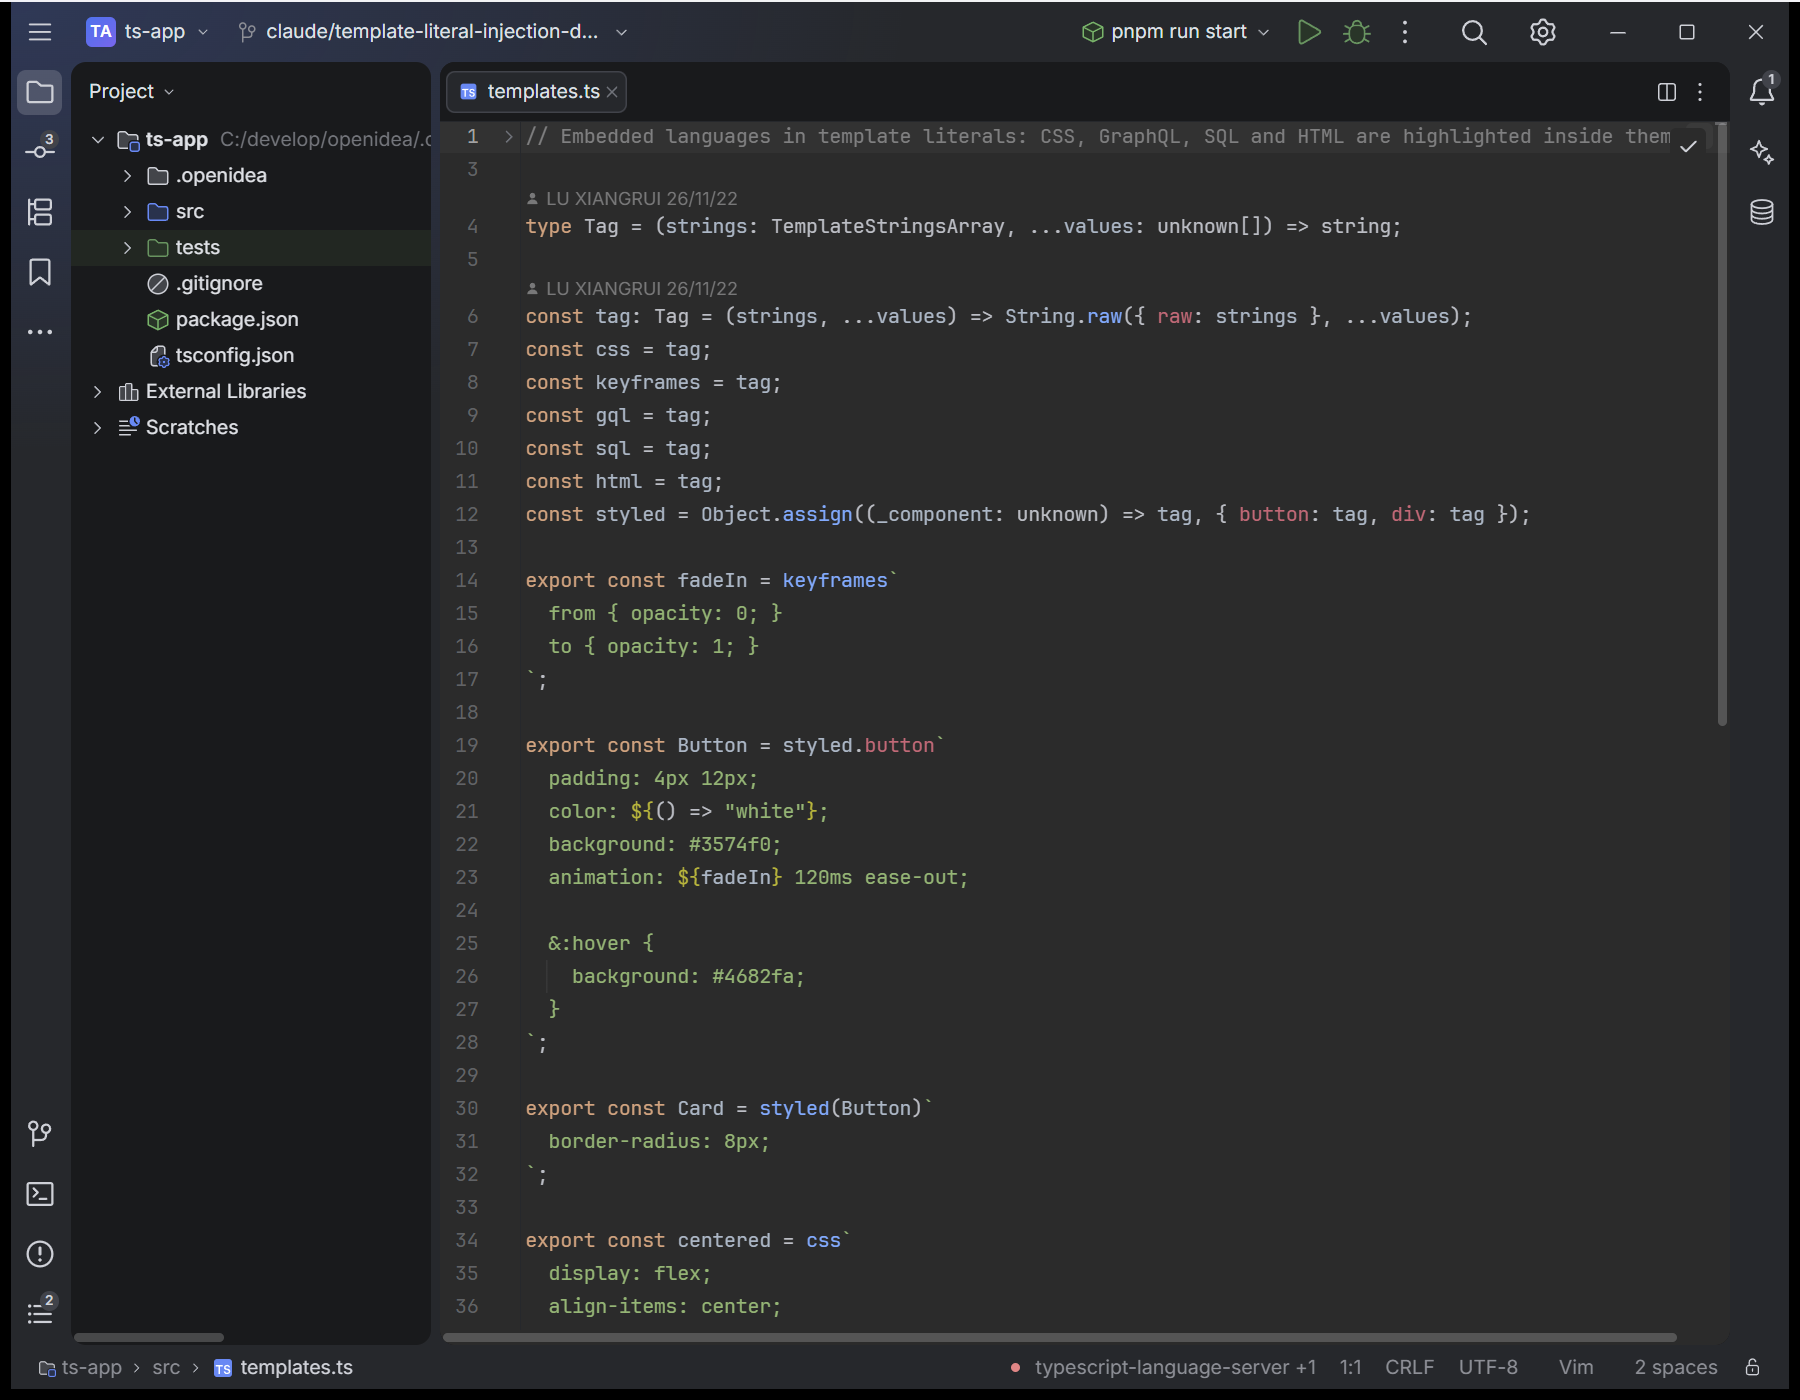 TA ts-app claude/template-literal-injection-d... pnpm run start
Project
templates.ts
1
3
ts-app C:/develop/openidea/.
.openidea
src
tests
.gitignore
package.json
tsconfig.json
External Libraries
Scratches
2
1 // Embedded languages in template literals: CSS, GraphQL, SQL and HTML are highlighted inside them
3
LU XIANGRUI 26/11/22
4 type Tag = (strings: TemplateStringsArray, ...values: unknown[]) => string;
5
LU XIANGRUI 26/11/22
6 const tag: Tag = (strings, ...values) => String.raw({ raw: strings }, ...values);
7 const css = tag;
8 const keyframes = tag;
9 const gql = tag;
10 const sql = tag;
11 const html = tag;
12 const styled = Object.assign((_component: unknown) => tag, { button: tag, div: tag });
13
14 export const fadeIn = keyframes`
15 from { opacity: 0; }
16 to { opacity: 1; }
17 `;
18
19 export const Button = styled.button`
20 padding: 4px 12px;
21 color: ${() => "white"};
22 background: #3574f0;
23 animation: ${fadeIn} 120ms ease-out;
24
25 &:hover {
26 background: #4682fa;
27 }
28 `;
29
30 export const Card = styled(Button)`
31 border-radius: 8px;
32 `;
33
34 export const centered = css`
35 display: flex;
36 align-items: center;
ts-app > src > TS templates.ts
typescript-language-server +1 1:1 CRLF UTF-8 Vim 2 spaces